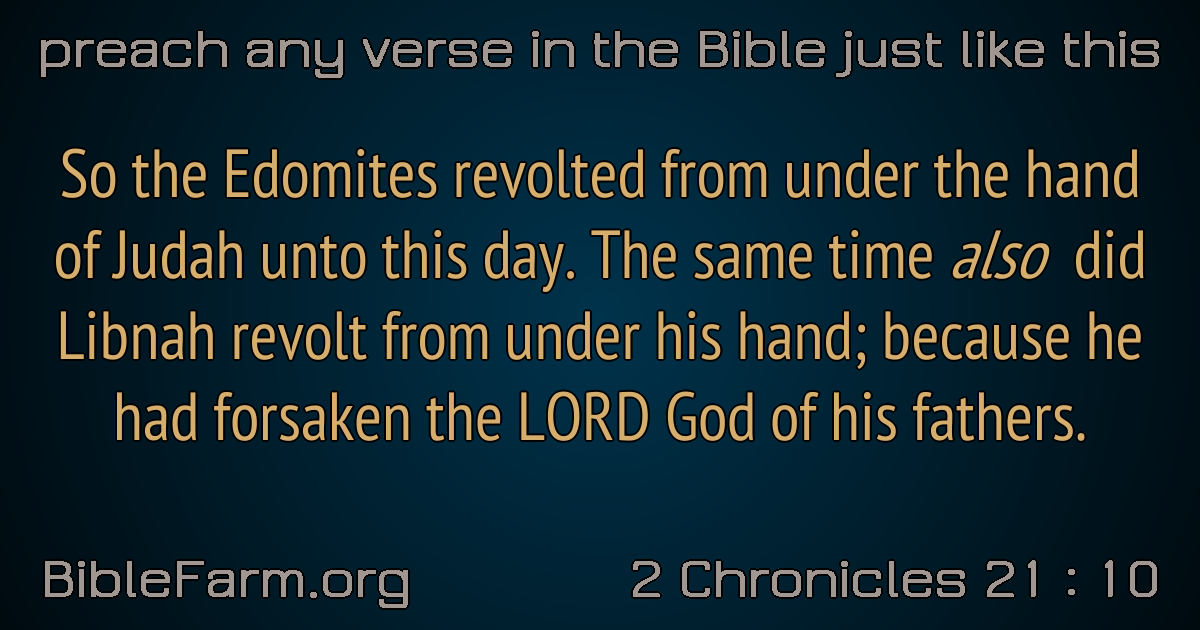 preach any verse in the Bible just like this
So the Edomites revolted from under the hand
of Judah unto this day. The same time also did
Libnah revolt from under his hand; because he
had forsaken the LORD God of his fathers.
BibleFarm.org
2 Chronicles 21 : 10